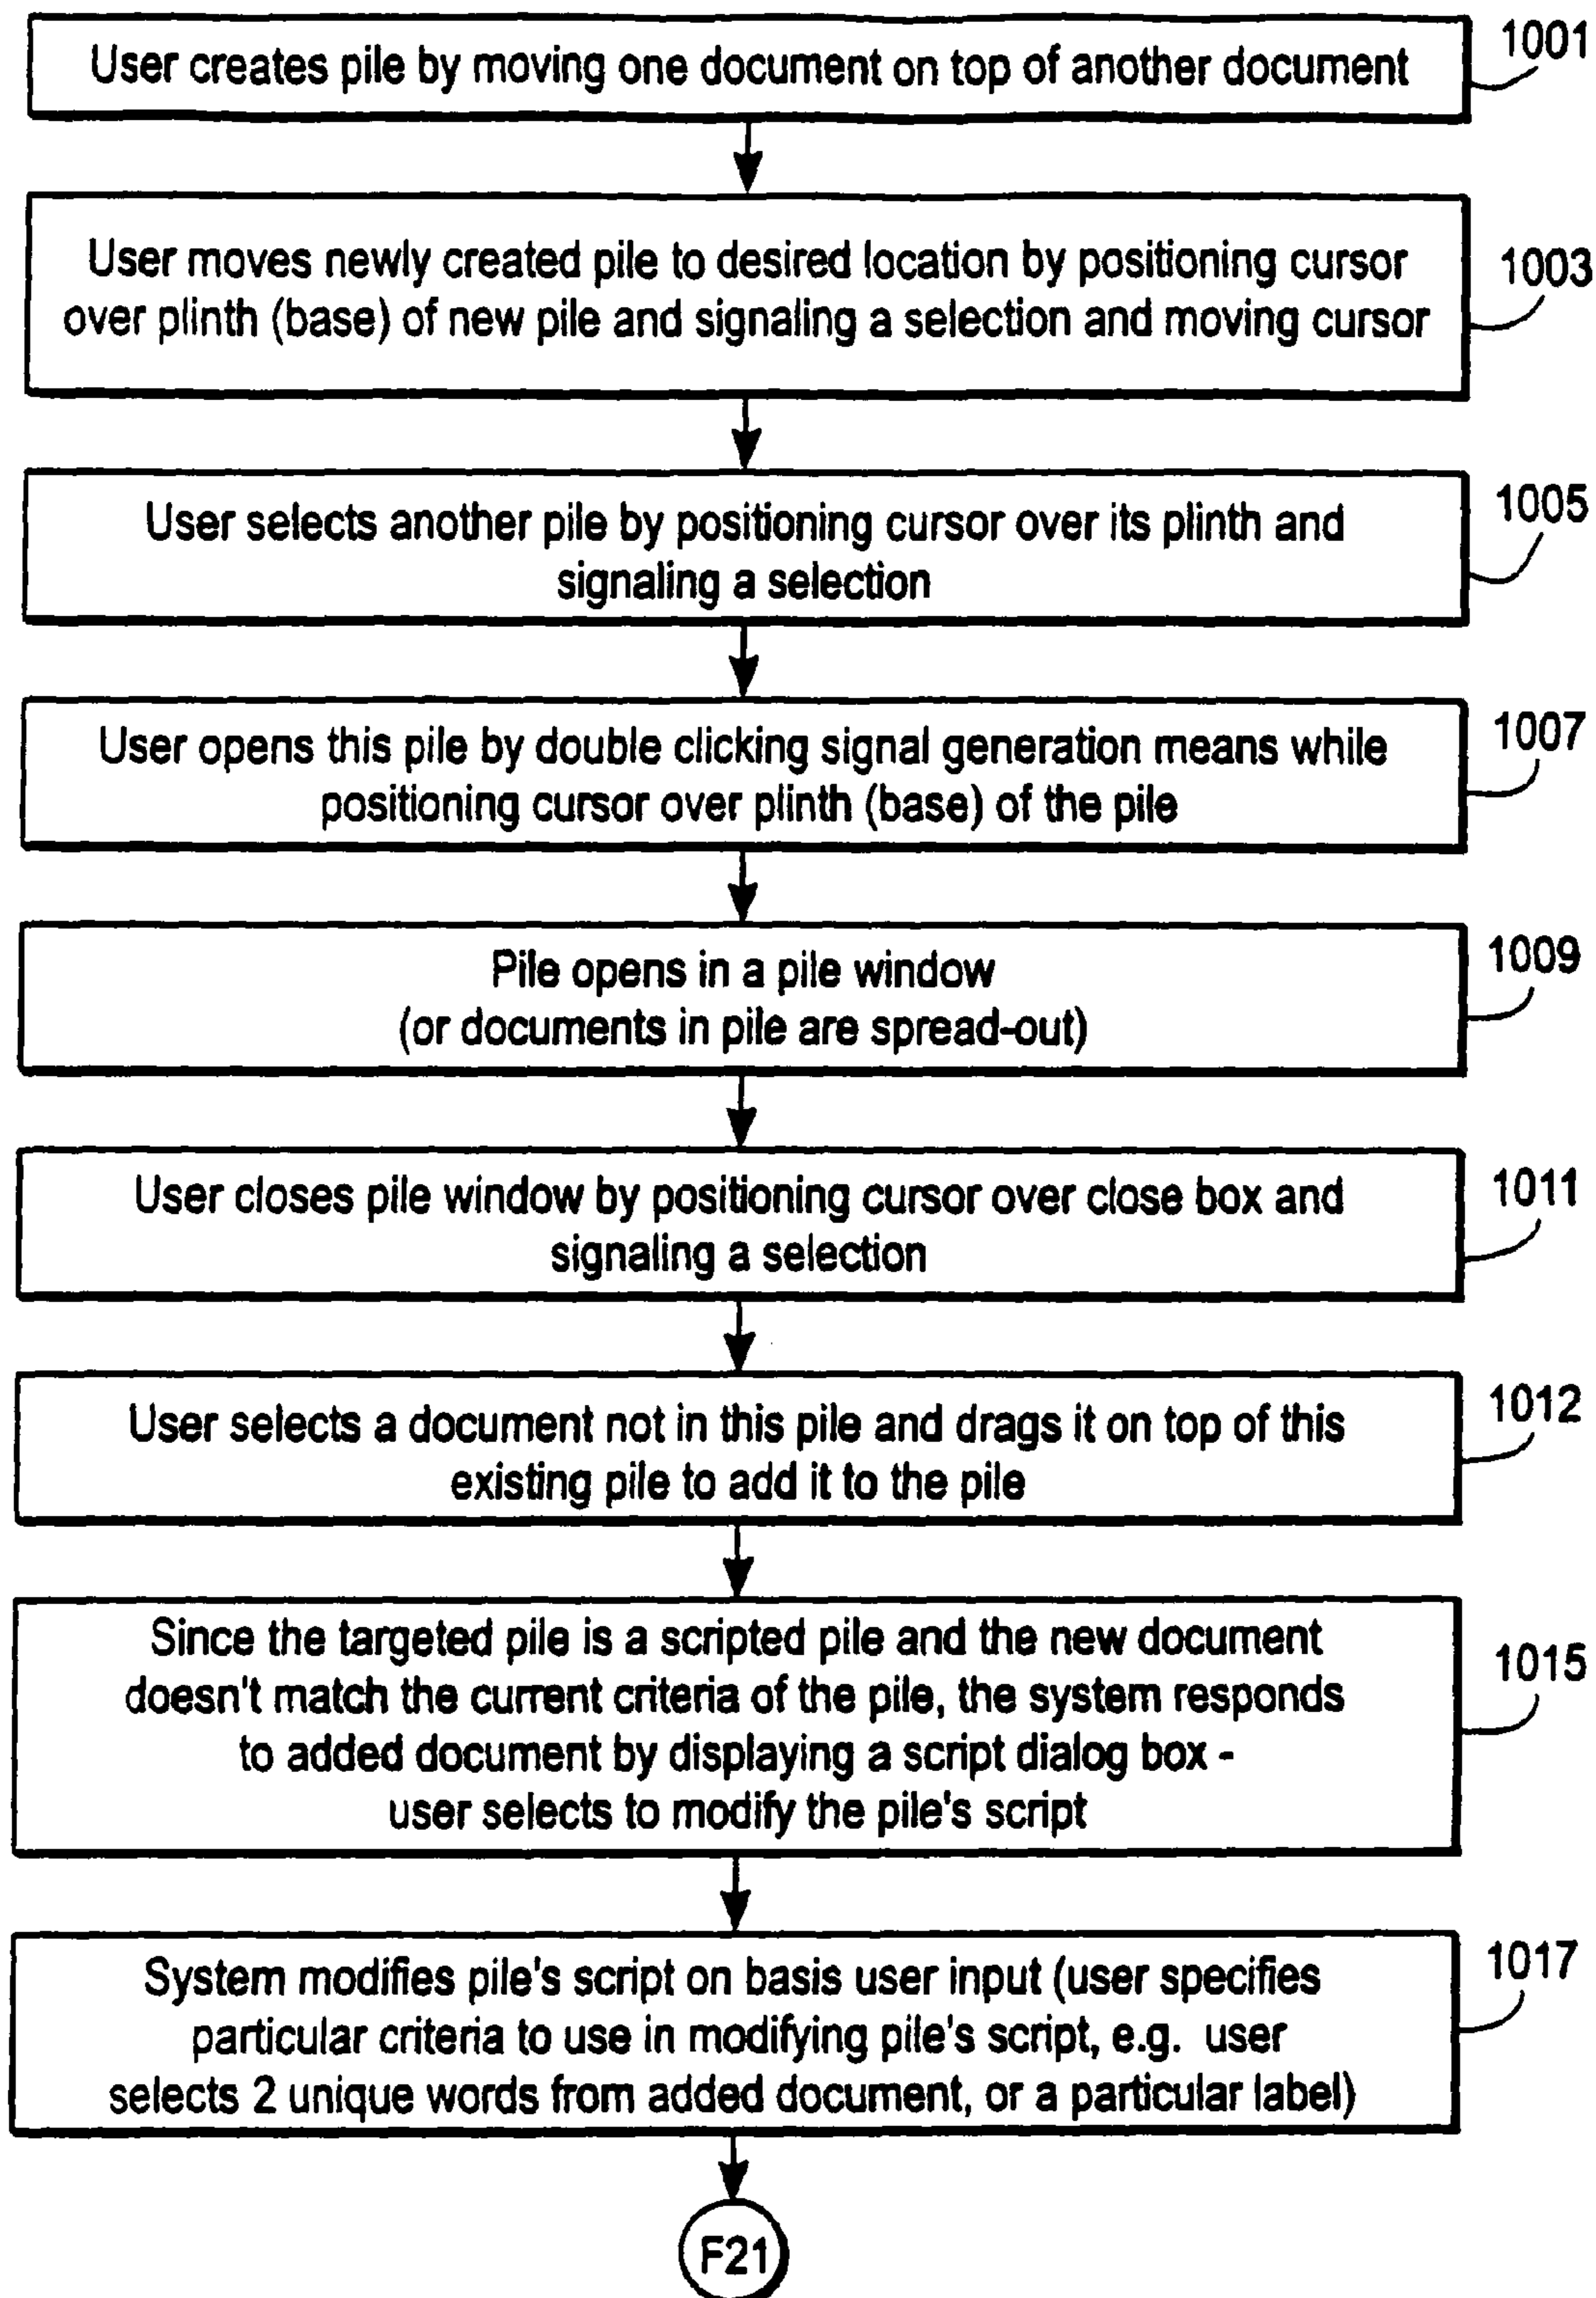 User creates pile by moving one document on top of another document
1001
User moves newly created pile to desired location by positioning cursor
over plinth (base) of new pile and signaling a selection and moving cursor
1003
User selects another pile by positioning cursor over its plinth and
signaling a selection
1005
User opens this pile by double clicking signal generation means while
positioning cursor over plinth (base) of the pile
1007
Pile opens in a pile window
(or documents in pile are spread-out)
1009
User closes pile window by positioning cursor over close box and
signaling a selection
1011
User selects a document not in this pile and drags it on top of this
existing pile to add it to the pile
1012
Since the targeted pile is a scripted pile and the new document
doesn't match the current criteria of the pile, the system responds
to added document by displaying a script dialog box -
user selects to modify the pile's script
1015
System modifies pile's script on basis user input (user specifies
particular criteria to use in modifying pile's script, e.g. user
selects 2 unique words from added document, or a particular label)
1017
F21